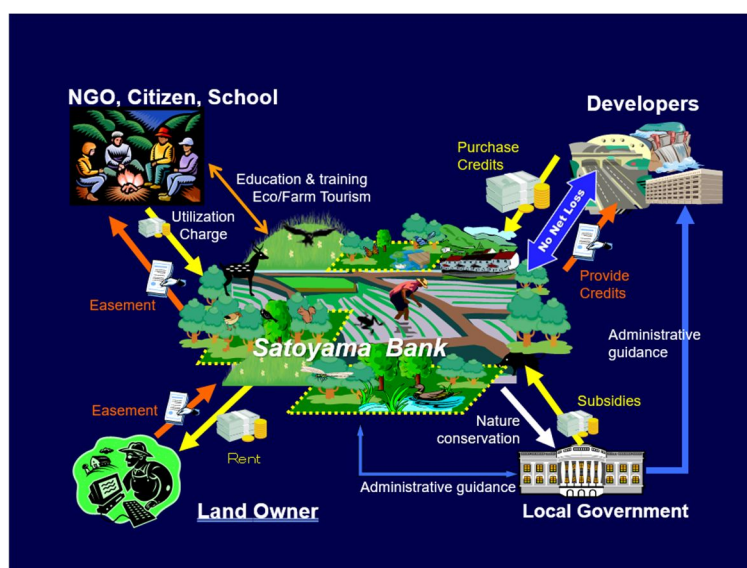 NGO, Citizen, School
Developers
Purchase
Credits
Education & training
Eco/Farm Tourism
Utilization
Charge
No Net Loss
Easement
Provide
Credits
Administrative
guidance
Satoyama Bank
Easement
Subsidies
Nature
conservation
Rent
Administrative guidance
Land Owner
Local Government